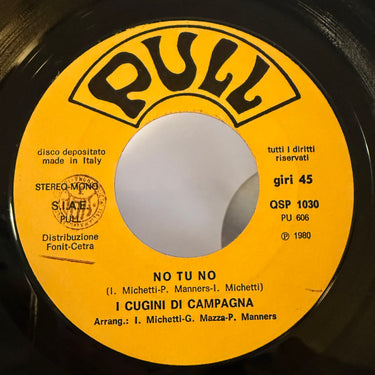 PULL
disco depositato
made in Italy
tutti i diritti
riservati
STEREO-MONO
giri 45
S.I.A.E.
QSP 1030
PULL
PU 606
Distribuzione
Fonit-Cetra
Ⓟ 1980
NO TU NO
(I. Michetti-P. Manners-I. Michetti)
I CUGINI DI CAMPAGNA
Arrang.: I. Michetti-G. Mazza-P. Manners